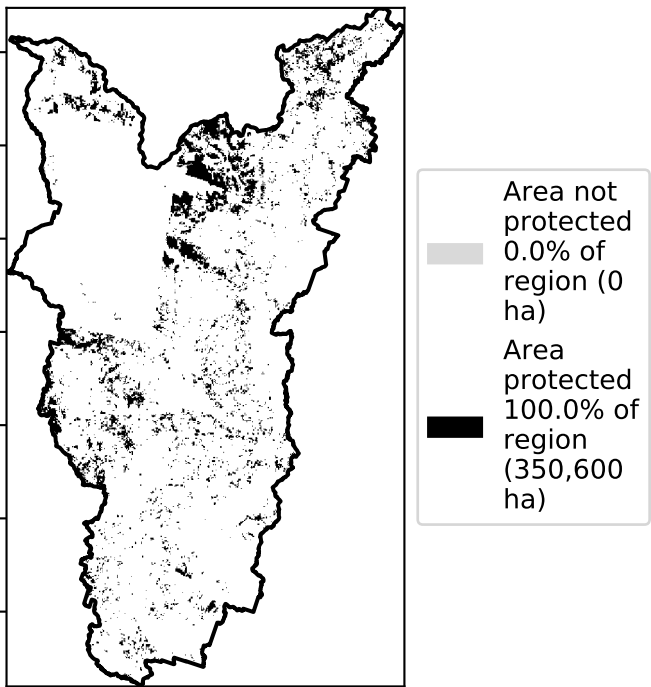 Area not
protected
0.0% of
region (0
ha)
Area
protected
100.0% of
region
(350,600
ha)